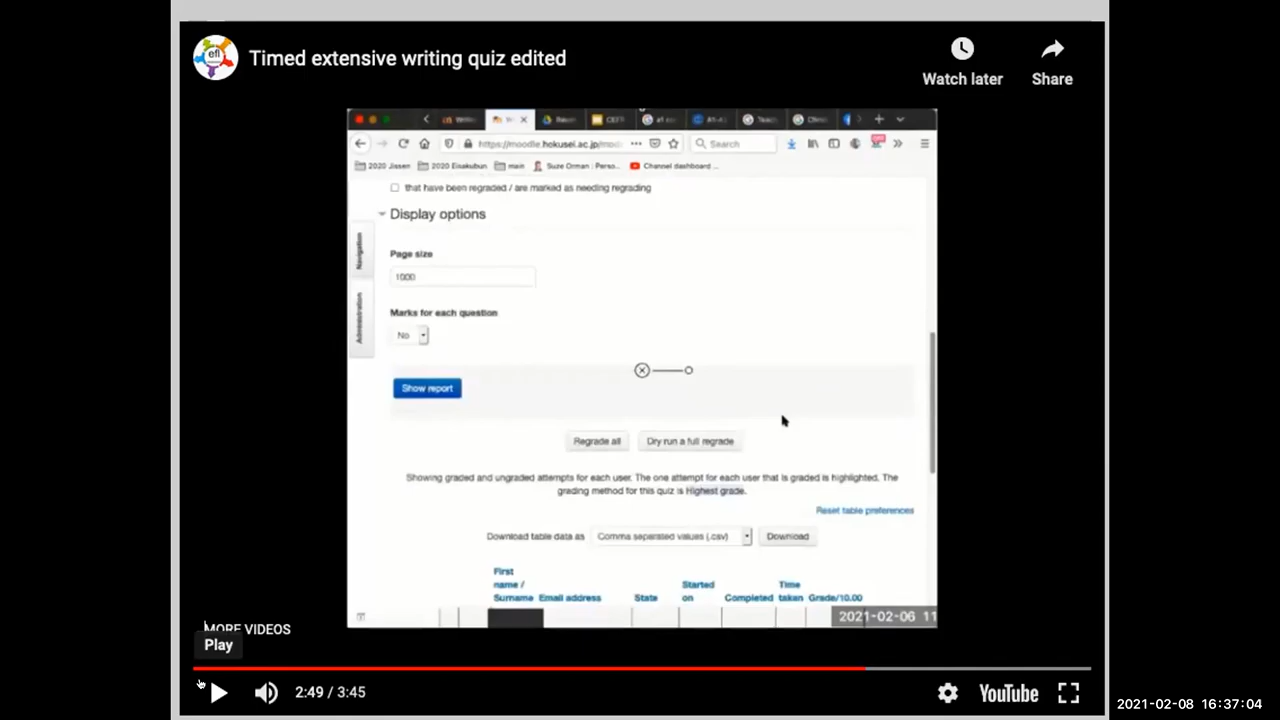 efl
Timed extensive writing quiz edited
Watch later
Share
https://moodle.hokusei.ac.jp/mod
Search
2020 Jissen
2020 Eisakubun
main
Suze Orman : Perso...
Channel dashboard ...
that have been regraded / are marked as needing regrading
Display options
Navigation
Page size
1000
Administration
Marks for each question
No
Show report
Regrade all
Dry run a full regrade
Showing graded and ungraded attempts for each user. The one attempt for each user that is graded is highlighted. The
grading method for this quiz is Highest grade.
Reset table preferences
Download table data as
Comma separated values (.csv)
Download
First
name /
Surname
Email address
State
Started
on
Completed
Time
taken
Grade/10.00
2021-02-06 11
MORE VIDEOS
Play
2:49 / 3:45
YouTube
2021-02-08 16:37:04